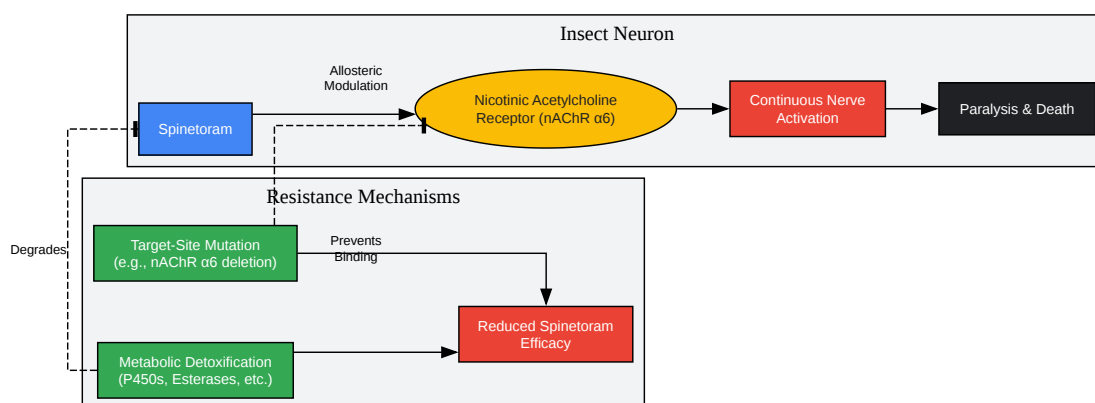 Insect Neuron
Allosteric
Modulation
Spinetoram
Nicotinic Acetylcholine
Receptor (nAChR α6)
Continuous Nerve
Activation
Paralysis & Death
Resistance Mechanisms
Degrades
Target-Site Mutation
(e.g., nAChR α6 deletion)
Prevents
Binding
Reduced Spinetoram
Efficacy
Metabolic Detoxification
(P450s, Esterases, etc.)